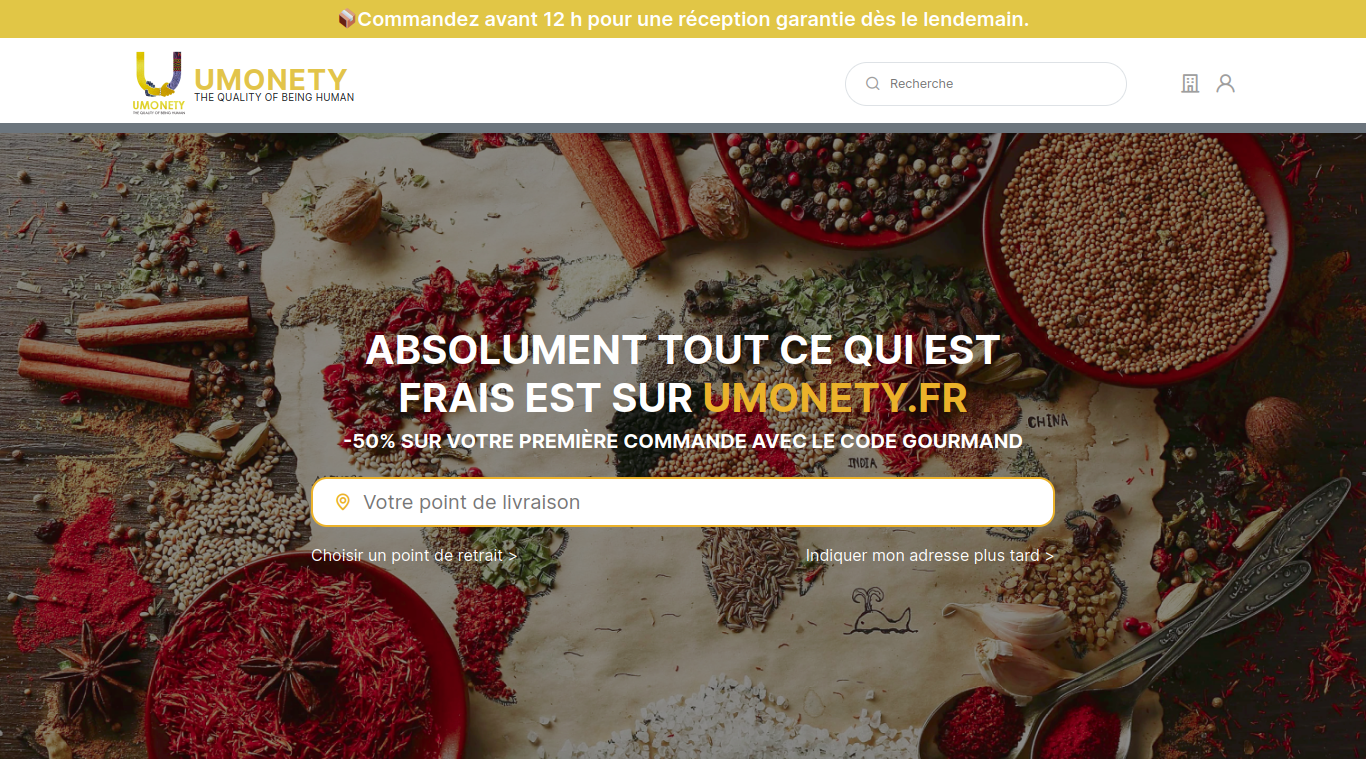 Commandez avant 12 h pour une réception garantie dès le lendemain.
UMONETY
THE QUALITY OF BEING HUMAN
UMONETY
THE QUALITY OF BEING HUMAN
Recherche
ABSOLUMENT TOUT CE QUI EST
FRAIS EST SUR UMONETY.FR
-50% SUR VOTRE PREMIÈRE COMMANDE AVEC LE CODE GOURMAND
CHINA
INDIA
Votre point de livraison
Choisir un point de retrait >
Indiquer mon adresse plus tard >